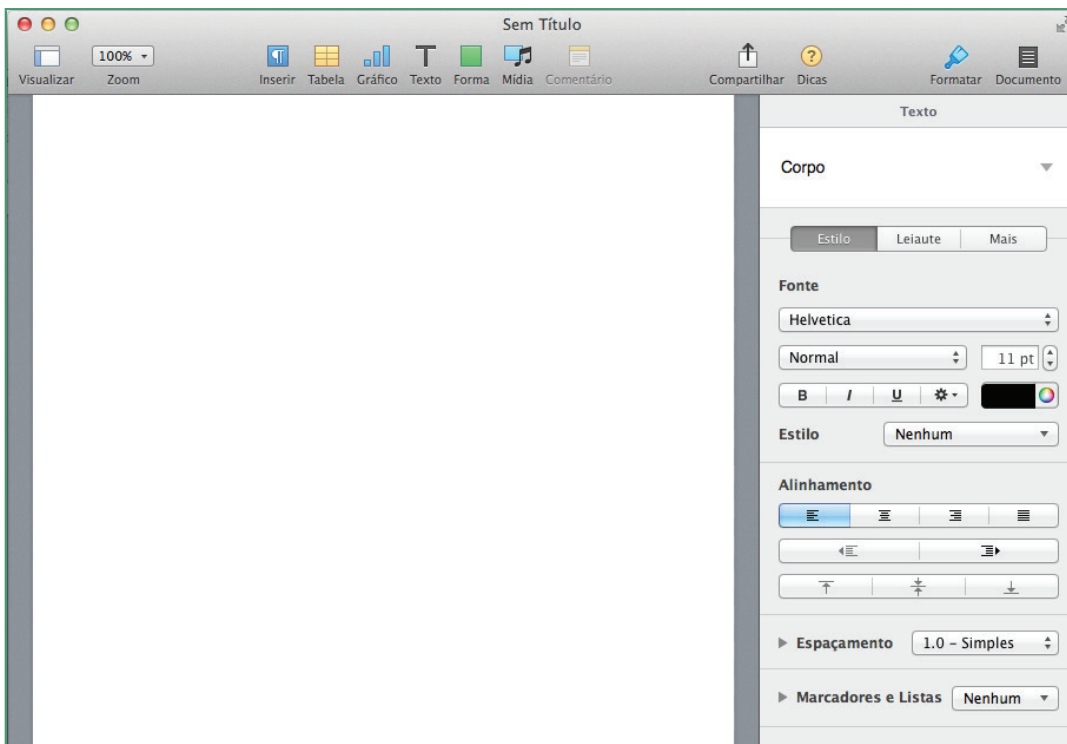 Sem Título
100%
Visualizar Zoom Inserir Tabela Gráfico Texto Forma Mídia Comentário Compartilhar Dicas Formatar Documento
Texto
Corpo
Estilo Leiaute Mais
Fonte
Helvetica
Normal 11 pt
B I U
Estilo Nenhum
Alinhamento
Espaçamento 1.0 – Simples
Marcadores e Listas Nenhum